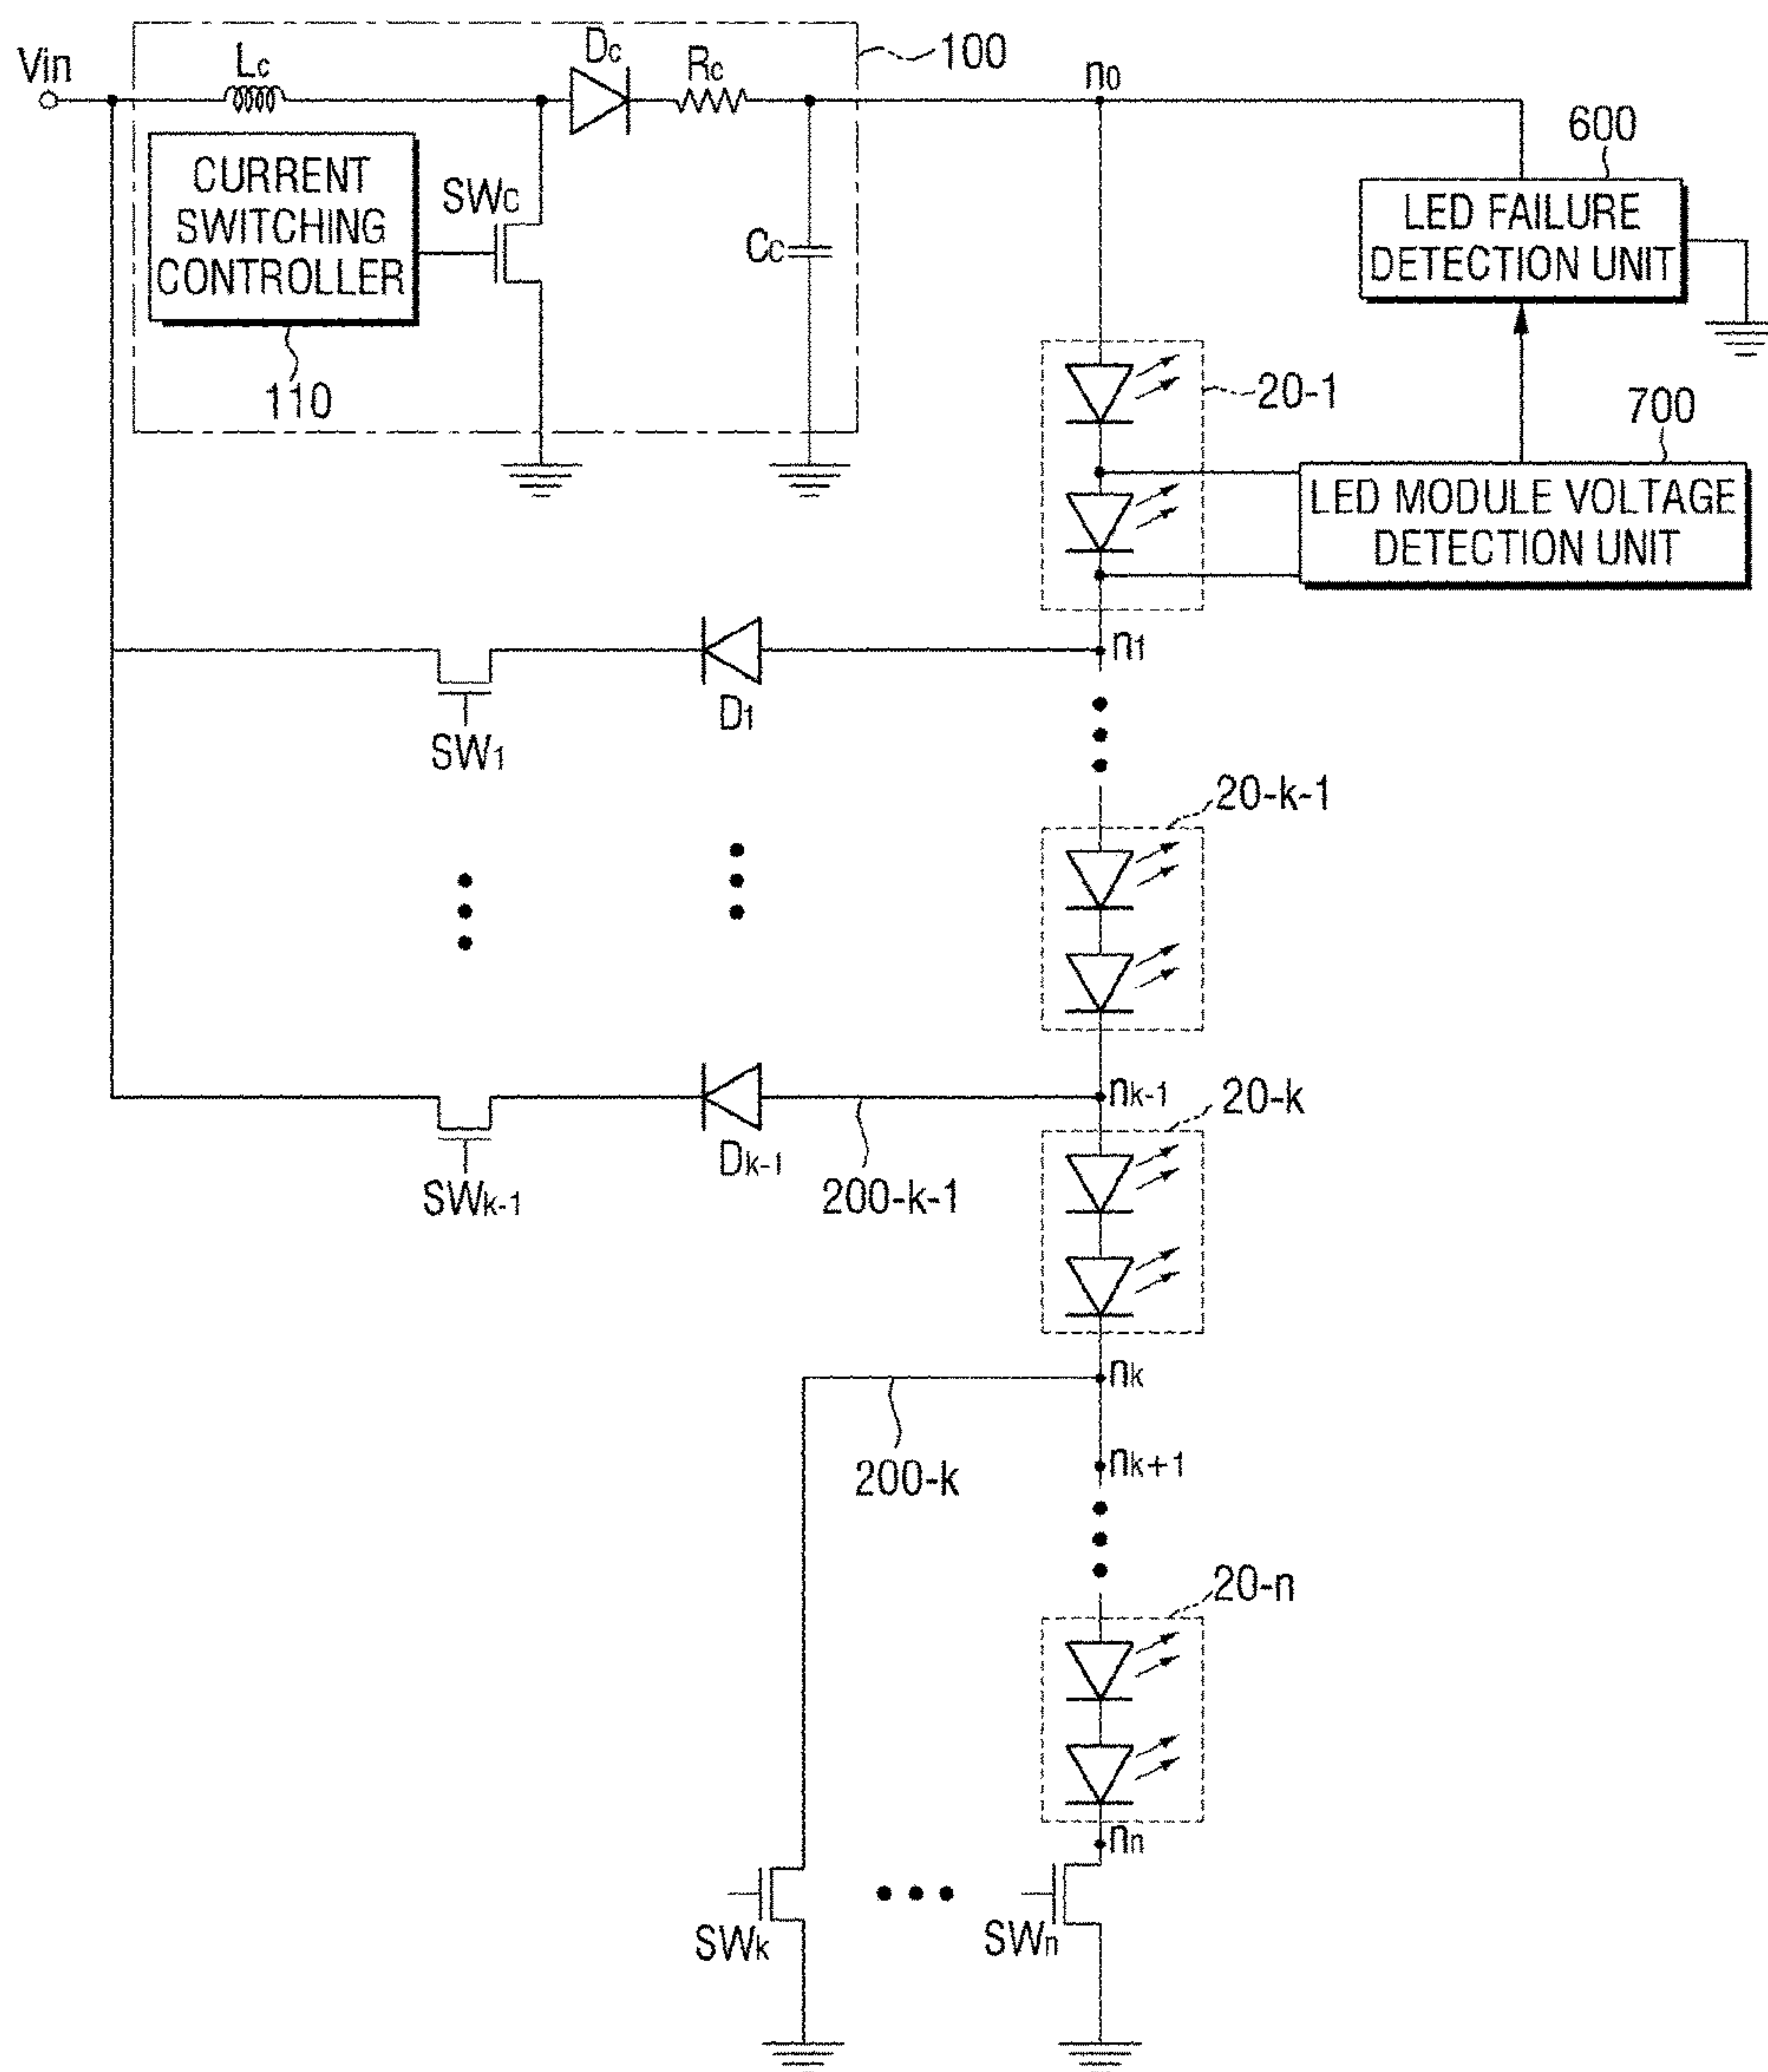 Vin
Lc
Dc
Rc
100
n0
600
CURRENT
SWITCHING
CONTROLLER
SWc
Cc
LED FAILURE
DETECTION UNIT
110
20-1
700
LED MODULE VOLTAGE
DETECTION UNIT
n1
D1
SW1
20-k-1
nk-1
20-k
Dk-1
SWk-1
200-k-1
nk
200-k
nk+1
20-n
nn
SWk
SWn